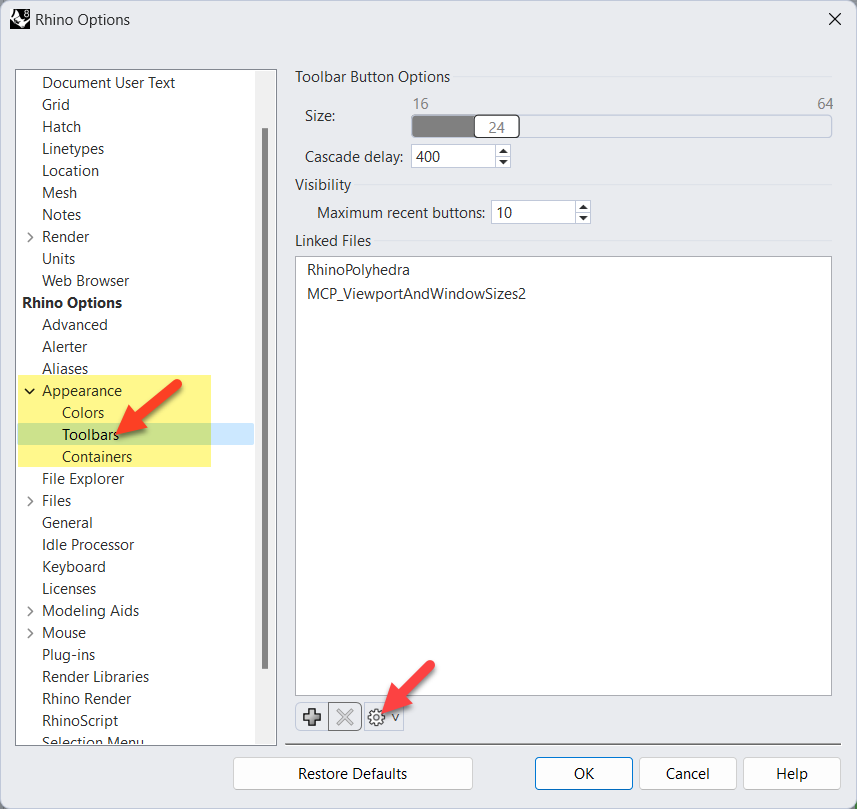 8
Rhino Options
Document User Text
Grid
Hatch
Linetypes
Location
Mesh
Notes
Render
Units
Web Browser
Rhino Options
Advanced
Alerter
Aliases
Appearance
Colors
Toolbars
Containers
File Explorer
Files
General
Idle Processor
Keyboard
Licenses
Modeling Aids
Mouse
Plug-ins
Render Libraries
Rhino Render
RhinoScript
Selection Menu
Toolbar Button Options
16 64
Size: 24
Cascade delay: 400
Visibility
Maximum recent buttons: 10
Linked Files
RhinoPolyhedra
MCP_ViewportAndWindowSizes2
Restore Defaults OK Cancel Help